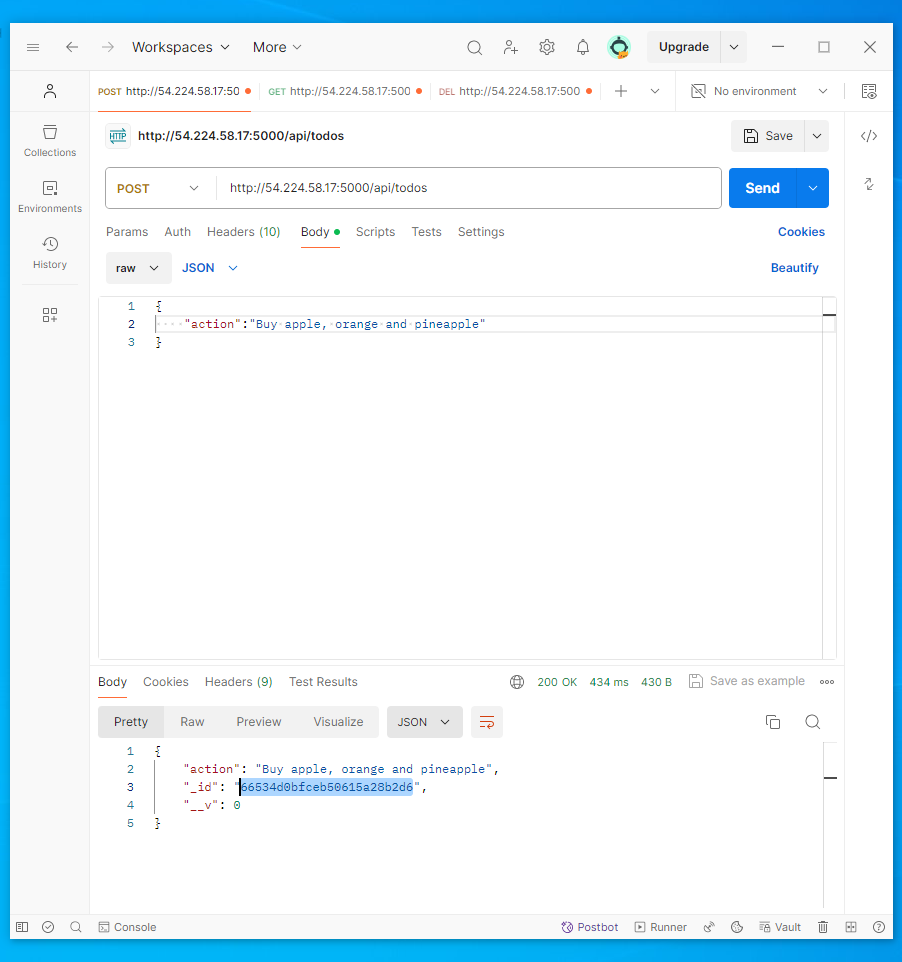 Workspaces More Upgrade
POST http://54.224.58.17:50 GET http://54.224.58.17:500 DEL http://54.224.58.17:500 No environment
HTTP http://54.224.58.17:5000/api/todos Save
Collections
Environments
History
POST http://54.224.58.17:5000/api/todos Send
Params Auth Headers (10) Body Scripts Tests Settings Cookies
raw JSON Beautify
1 {
2 "action":"Buy apple, orange and pineapple"
3 }
Body Cookies Headers (9) Test Results 200 OK 434 ms 430 B Save as example
Pretty Raw Preview Visualize JSON
1 {
2 "action": "Buy apple, orange and pineapple",
3 "_id": "66534d0bfceb50615a28b2d6",
4 "__v": 0
5 }
Console Postbot Runner Vault